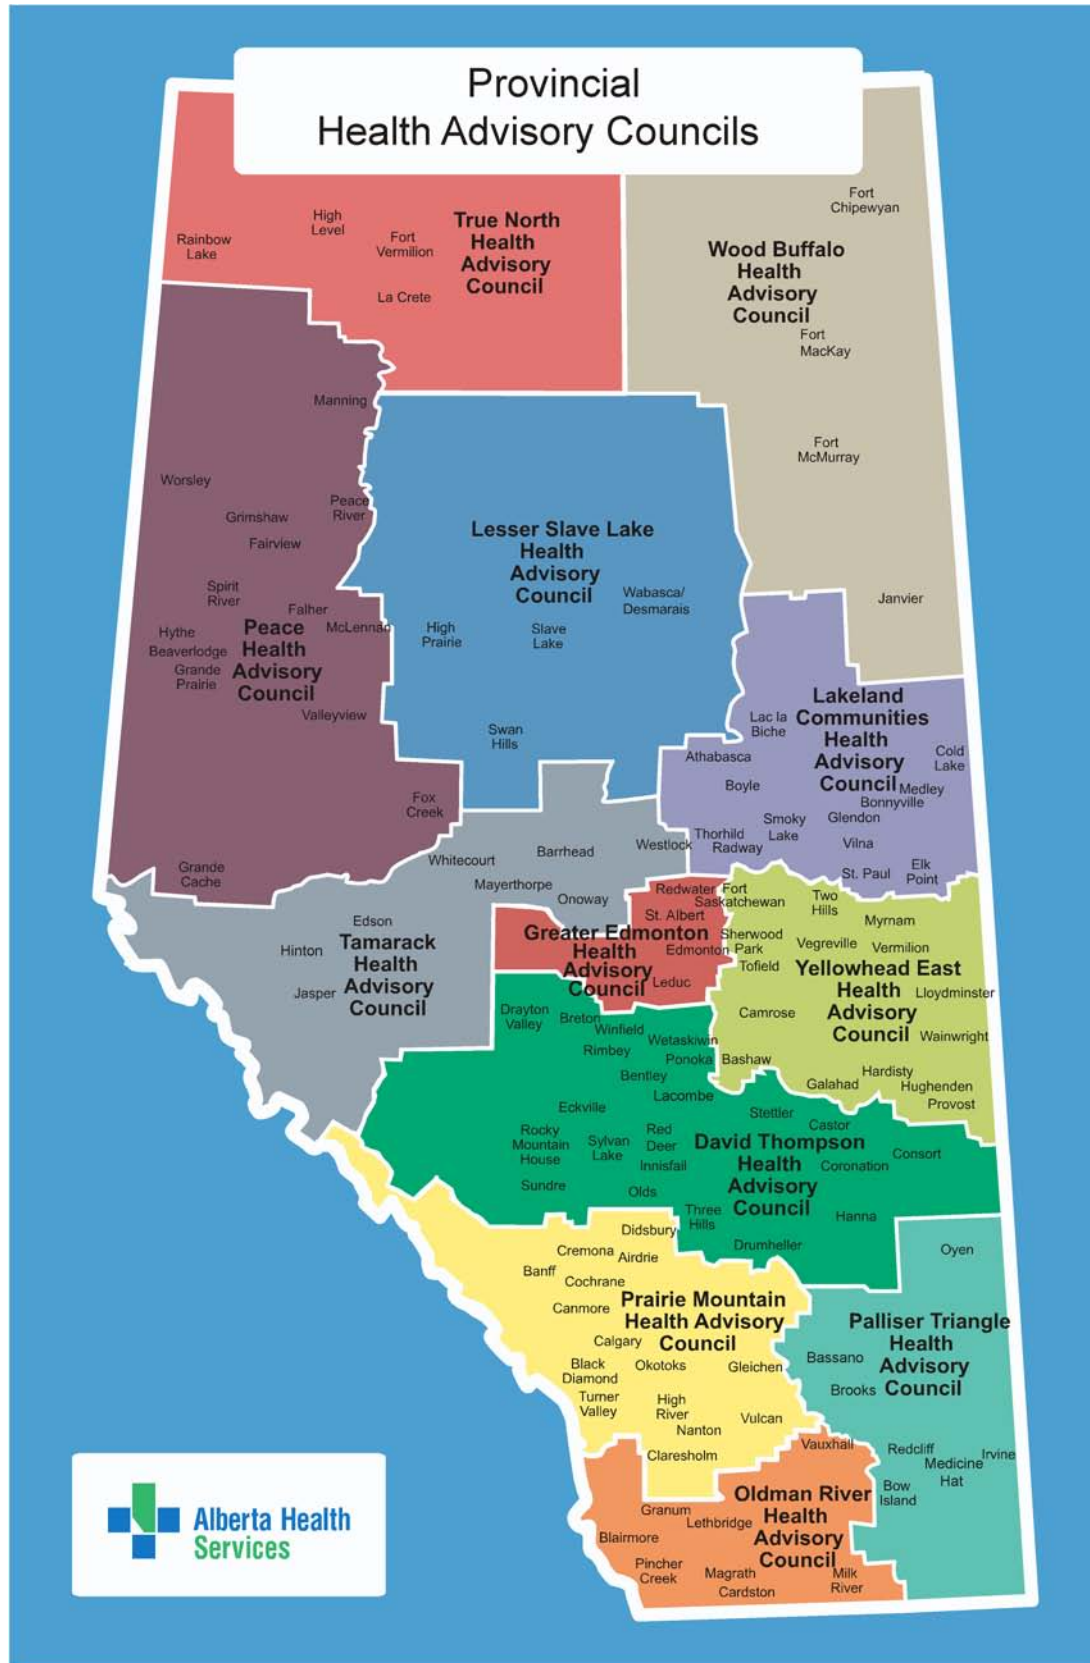 Provincial
Health Advisory Councils
Fort
Chipewyan
High
Level
True North
Health
Advisory
Council
Rainbow
Lake
Fort
Vermilion
La Crete
Wood Buffalo
Health
Advisory
Council
Fort
MacKay
Manning
Fort
McMurray
Worsley
Peace
River
Grimshaw
Fairview
Lesser Slave Lake
Health
Advisory
Council
Spirit
River
Wabasca/
Desmarais
Janvier
Falher
McLennan
Hythe
Beaverlodge
Grande
Prairie
Peace
Health
Advisory
Council
High
Prairie
Slave
Lake
Valleyview
Swan
Hills
Lakeland
Communities
Health
Advisory
Council
Lac la
Biche
Athabasca
Cold
Lake
Boyle
Medley
Bonnyville
Glendon
Fox
Creek
Smoky
Lake
Thorhild
Radway
Vilna
Westlock
Barrhead
Whitecourt
St. Paul
Elk
Point
Grande
Cache
Mayerthorpe
Onoway
Redwater
Fort
Saskatchewan
Two
Hills
Myrnam
Edson
Hinton
Tamarack
Health
Advisory
Council
Jasper
St. Albert
Greater Edmonton
Health
Advisory
Council
Edmonton
Leduc
Sherwood
Park
Tofield
Vegreville
Vermilion
Yellowhead East
Health
Advisory
Council
Lloydminster
Camrose
Wainwright
Drayton
Valley
Breton
Winfield
Rimbey
Wetaskiwin
Ponoka
Bashaw
Hardisty
Galahad
Hughenden
Provost
Bentley
Lacombe
Eckville
Stettler
Castor
Rocky
Mountain
House
Sylvan
Lake
Red
Deer
Innisfail
David Thompson
Health
Advisory
Council
Coronation
Consort
Sundre
Olds
Three
Hills
Hanna
Drumheller
Didsbury
Cremona
Airdrie
Banff
Cochrane
Oyen
Canmore
Prairie Mountain
Health Advisory
Council
Calgary
Palliser Triangle
Health
Advisory
Council
Black
Diamond
Okotoks
Gleichen
Bassano
Brooks
Turner
Valley
High
River
Nanton
Vulcan
Claresholm
Vauxhall
Redcliff
Medicine
Hat
Irvine
Bow
Island
Oldman River
Health
Advisory
Council
Granum
Lethbridge
Blairmore
Pincher
Creek
Magrath
Cardston
Milk
River
Alberta Health
Services